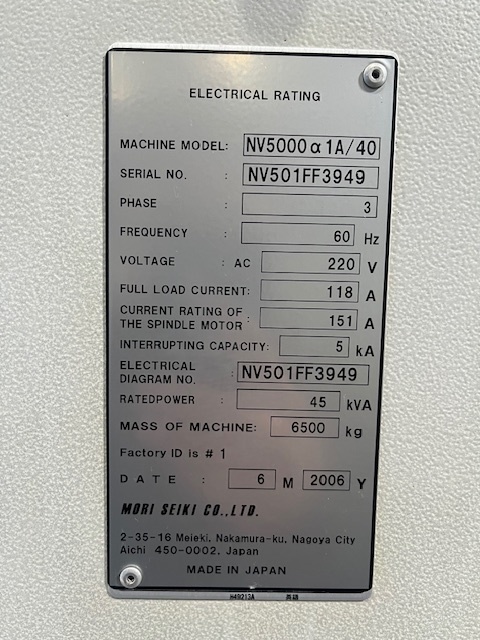 ELECTRICAL RATING
MACHINE MODEL: NV5000α1A/40
SERIAL NO. : NV501FF3949
PHASE : 3
FREQUENCY : 60 Hz
VOLTAGE : AC 220 V
FULL LOAD CURRENT: 118 A
CURRENT RATING OF
THE SPINDLE MOTOR : 151 A
INTERRUPTING CAPACITY: 5 kA
ELECTRICAL
DIAGRAM NO. : NV501FF3949
RATEDPOWER : 45 kVA
MASS OF MACHINE: 6500 kg
Factory ID is # 1
DATE : 6 M 2006 Y
MORI SEIKI CO.,LTD.
2-35-16 Meieki, Nakamura-ku, Nagoya City
Aichi 450-0002, Japan
MADE IN JAPAN
H49213A